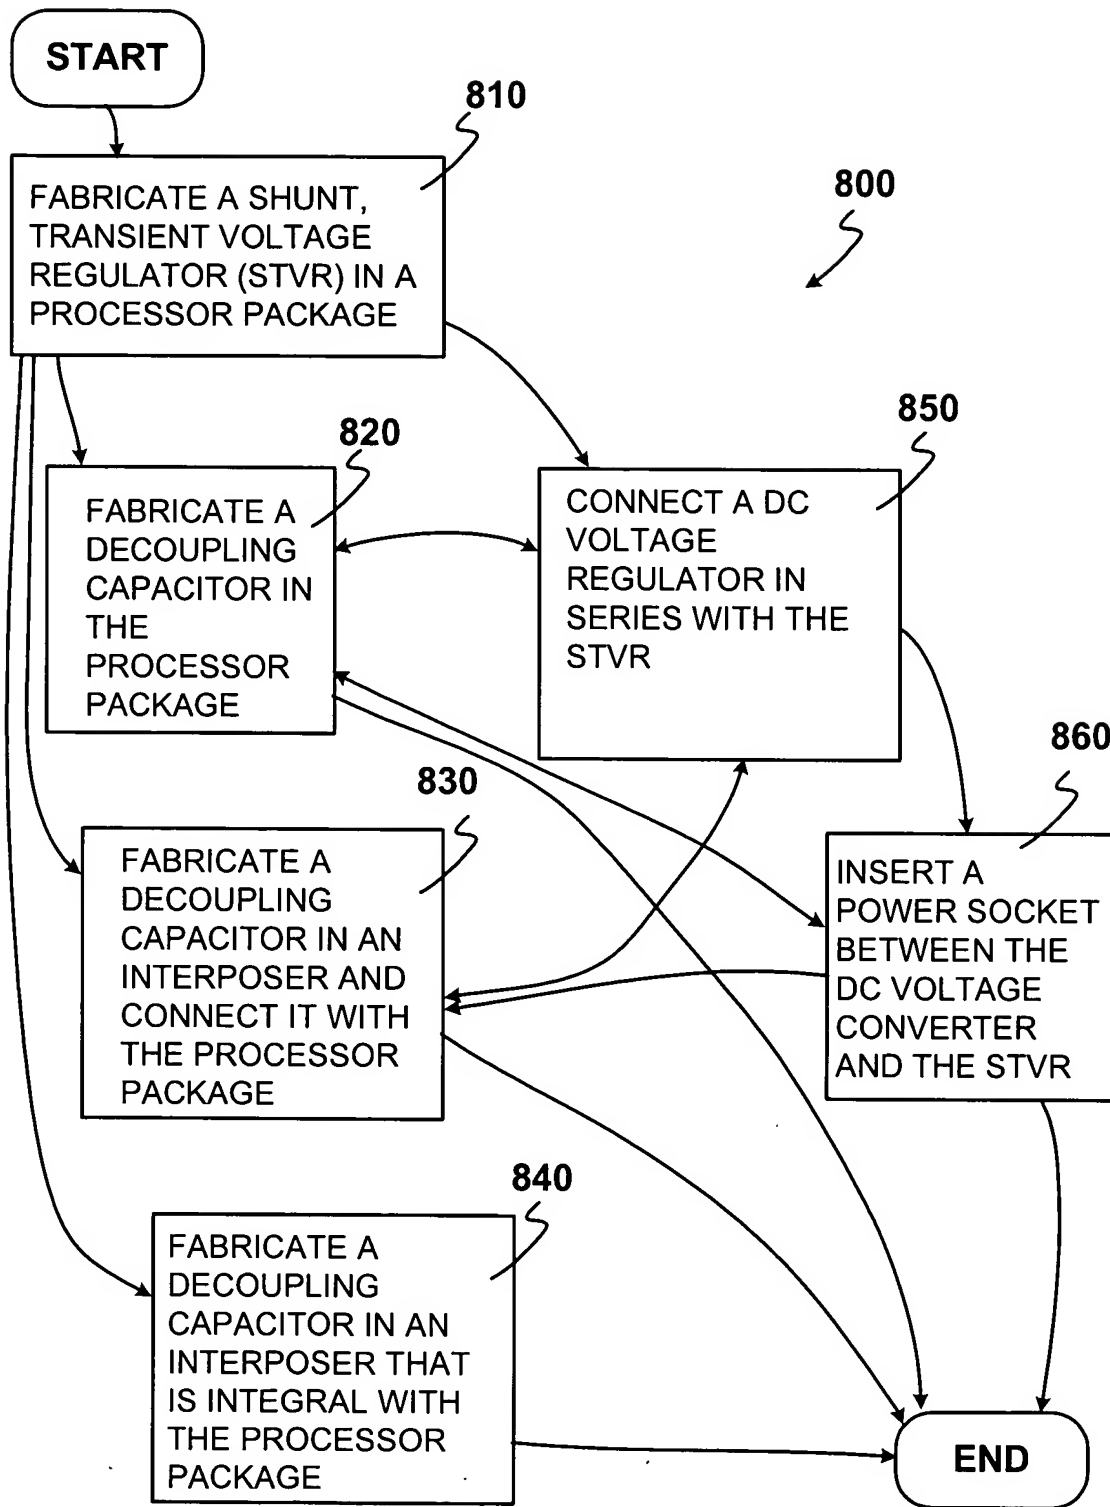 START
810
FABRICATE A SHUNT,
TRANSIENT VOLTAGE
REGULATOR (STVR) IN A
PROCESSOR PACKAGE
800
820
FABRICATE A
DECOUPLING
CAPACITOR IN
THE
PROCESSOR
PACKAGE
850
CONNECT A DC
VOLTAGE
REGULATOR IN
SERIES WITH THE
STVR
830
FABRICATE A
DECOUPLING
CAPACITOR IN AN
INTERPOSER AND
CONNECT IT WITH
THE PROCESSOR
PACKAGE
860
INSERT A
POWER SOCKET
BETWEEN THE
DC VOLTAGE
CONVERTER
AND THE STVR
840
FABRICATE A
DECOUPLING
CAPACITOR IN AN
INTERPOSER THAT
IS INTEGRAL WITH
THE PROCESSOR
PACKAGE
END